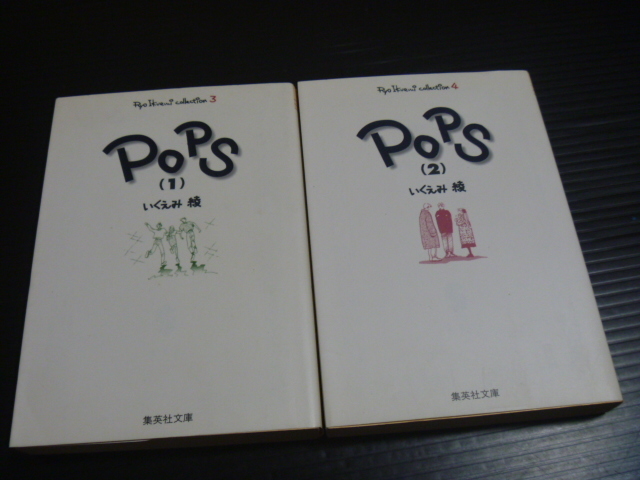 Ryo Ikuemi collection 3
POPS
(1)
いくえみ 綾
集英社文庫
Ryo Ikuemi collection 4
POPS
(2)
いくえみ 綾
集英社文庫